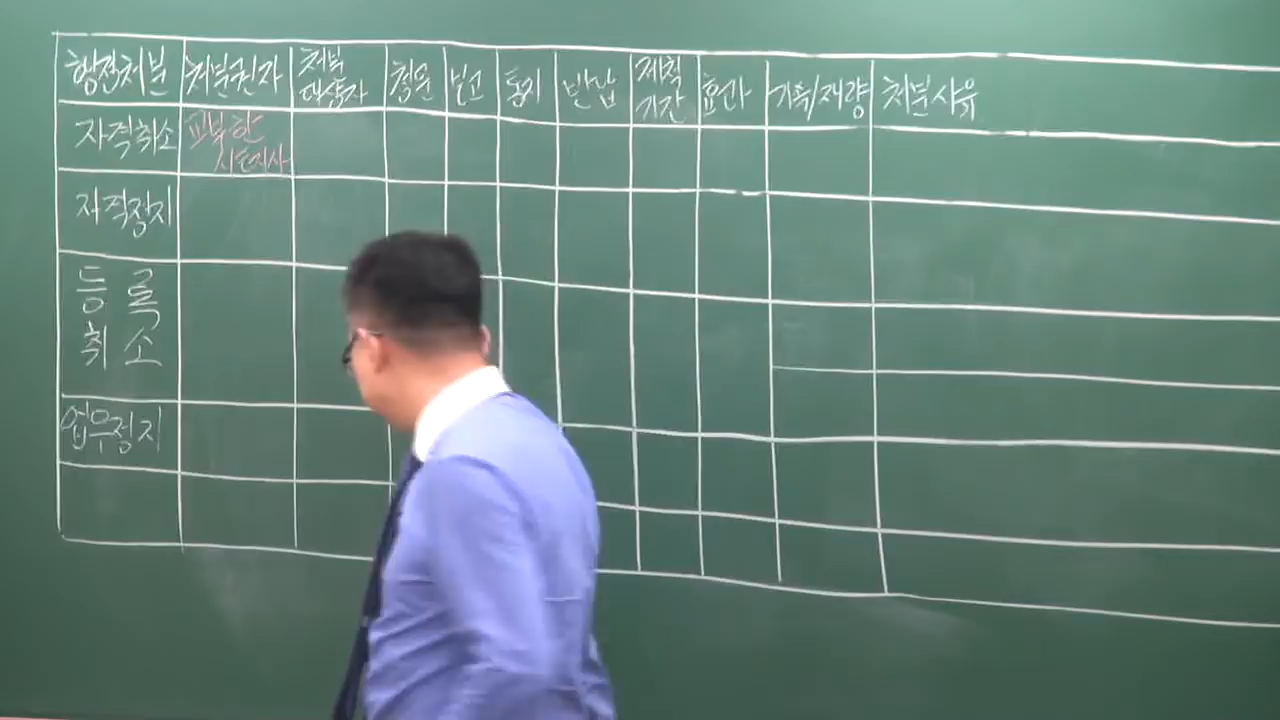 행정처분 처분권자 처분 대상자 청문 보고 통지 반납 제척 기간 효과 기속/재량 처분사유
자격취소 교부한 시·도지사
자격정지
등록
취소
업무정지